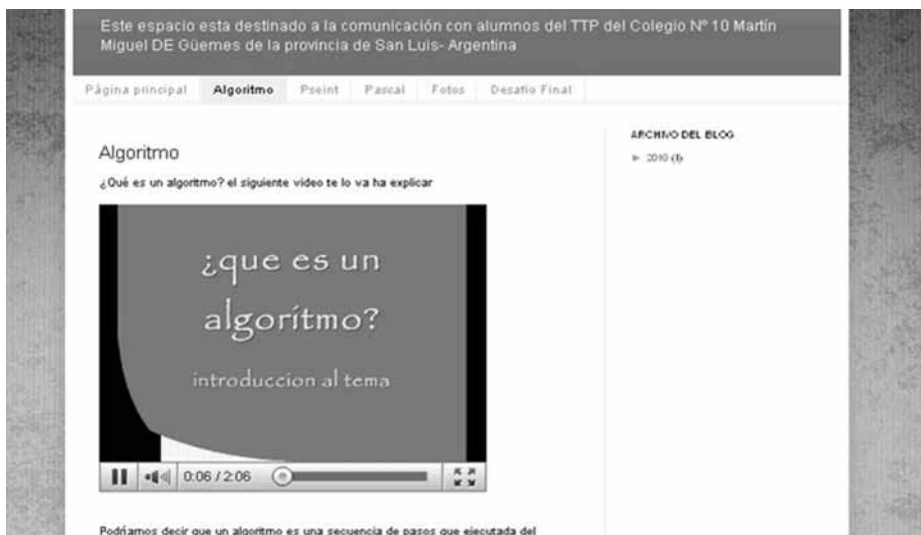 Este espacio esta destinado a la comunicación con alumnos del TTP del Colegio Nº 10 Martín
Miguel DE Güemes de la provincia de San Luis- Argentina
Página principal Algoritmo Pseint Pascal Fotos Desafio Final
Algoritmo
¿Qué es un algoritmo? el siguiente video te lo va ha explicar
¿que es un
algorítmo?
introduccion al tema
0:06 / 2:06
Podríamos decir que un algoritmo es una secuencia de pasos que ejecutada del
ARCHIVO DEL BLOG
► 2010 (1)